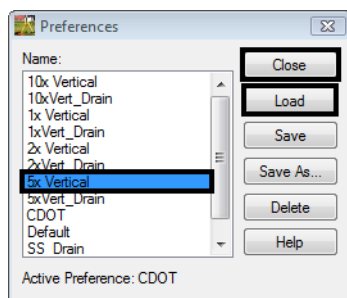 Preferences
Name:
10x Vertical
10xVert_Drain
1x Vertical
1xVert_Drain
2x Vertical
2xVert_Drain
5x Vertical
5xVert_Drain
CDOT
Default
SS_Drain
Close
Load
Save
Save As...
Delete
Help
Active Preference: CDOT